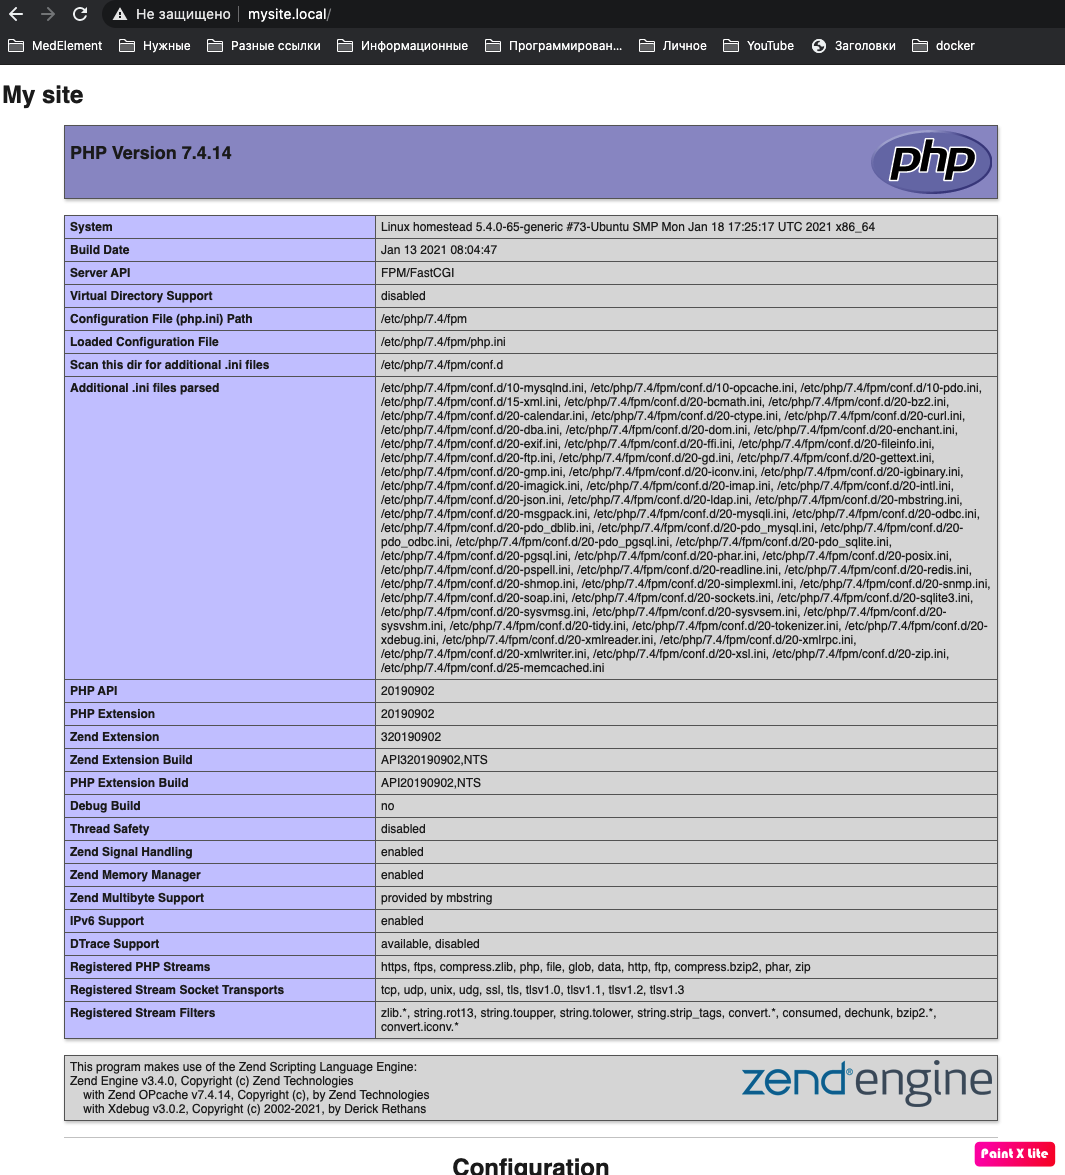 Не защищено mysite.local/
MedElement Нужные Разные ссылки Информационные Программирован... Личное YouTube Заголовки docker
My site
PHP Version 7.4.14
php
System Linux homestead 5.4.0-65-generic #73-Ubuntu SMP Mon Jan 18 17:25:17 UTC 2021 x86_64
Build Date Jan 13 2021 08:04:47
Server API FPM/FastCGI
Virtual Directory Support disabled
Configuration File (php.ini) Path /etc/php/7.4/fpm
Loaded Configuration File /etc/php/7.4/fpm/php.ini
Scan this dir for additional .ini files /etc/php/7.4/fpm/conf.d
Additional .ini files parsed /etc/php/7.4/fpm/conf.d/10-mysqlnd.ini, /etc/php/7.4/fpm/conf.d/10-opcache.ini, /etc/php/7.4/fpm/conf.d/10-pdo.ini,
/etc/php/7.4/fpm/conf.d/15-xml.ini, /etc/php/7.4/fpm/conf.d/20-bcmath.ini, /etc/php/7.4/fpm/conf.d/20-bz2.ini,
/etc/php/7.4/fpm/conf.d/20-calendar.ini, /etc/php/7.4/fpm/conf.d/20-ctype.ini, /etc/php/7.4/fpm/conf.d/20-curl.ini,
/etc/php/7.4/fpm/conf.d/20-dba.ini, /etc/php/7.4/fpm/conf.d/20-dom.ini, /etc/php/7.4/fpm/conf.d/20-enchant.ini,
/etc/php/7.4/fpm/conf.d/20-exif.ini, /etc/php/7.4/fpm/conf.d/20-ffi.ini, /etc/php/7.4/fpm/conf.d/20-fileinfo.ini,
/etc/php/7.4/fpm/conf.d/20-ftp.ini, /etc/php/7.4/fpm/conf.d/20-gd.ini, /etc/php/7.4/fpm/conf.d/20-gettext.ini,
/etc/php/7.4/fpm/conf.d/20-gmp.ini, /etc/php/7.4/fpm/conf.d/20-iconv.ini, /etc/php/7.4/fpm/conf.d/20-igbinary.ini,
/etc/php/7.4/fpm/conf.d/20-imagick.ini, /etc/php/7.4/fpm/conf.d/20-imap.ini, /etc/php/7.4/fpm/conf.d/20-intl.ini,
/etc/php/7.4/fpm/conf.d/20-json.ini, /etc/php/7.4/fpm/conf.d/20-ldap.ini, /etc/php/7.4/fpm/conf.d/20-mbstring.ini,
/etc/php/7.4/fpm/conf.d/20-msgpack.ini, /etc/php/7.4/fpm/conf.d/20-mysqli.ini, /etc/php/7.4/fpm/conf.d/20-odbc.ini,
/etc/php/7.4/fpm/conf.d/20-pdo_dblib.ini, /etc/php/7.4/fpm/conf.d/20-pdo_mysql.ini, /etc/php/7.4/fpm/conf.d/20-
pdo_odbc.ini, /etc/php/7.4/fpm/conf.d/20-pdo_pgsql.ini, /etc/php/7.4/fpm/conf.d/20-pdo_sqlite.ini,
/etc/php/7.4/fpm/conf.d/20-pgsql.ini, /etc/php/7.4/fpm/conf.d/20-phar.ini, /etc/php/7.4/fpm/conf.d/20-posix.ini,
/etc/php/7.4/fpm/conf.d/20-pspell.ini, /etc/php/7.4/fpm/conf.d/20-readline.ini, /etc/php/7.4/fpm/conf.d/20-redis.ini,
/etc/php/7.4/fpm/conf.d/20-shmop.ini, /etc/php/7.4/fpm/conf.d/20-simplexml.ini, /etc/php/7.4/fpm/conf.d/20-snmp.ini,
/etc/php/7.4/fpm/conf.d/20-soap.ini, /etc/php/7.4/fpm/conf.d/20-sockets.ini, /etc/php/7.4/fpm/conf.d/20-sqlite3.ini,
/etc/php/7.4/fpm/conf.d/20-sysvmsg.ini, /etc/php/7.4/fpm/conf.d/20-sysvsem.ini, /etc/php/7.4/fpm/conf.d/20-
sysvshm.ini, /etc/php/7.4/fpm/conf.d/20-tidy.ini, /etc/php/7.4/fpm/conf.d/20-tokenizer.ini, /etc/php/7.4/fpm/conf.d/20-
xdebug.ini, /etc/php/7.4/fpm/conf.d/20-xmlreader.ini, /etc/php/7.4/fpm/conf.d/20-xmlrpc.ini,
/etc/php/7.4/fpm/conf.d/20-xmlwriter.ini, /etc/php/7.4/fpm/conf.d/20-xsl.ini, /etc/php/7.4/fpm/conf.d/20-zip.ini,
/etc/php/7.4/fpm/conf.d/25-memcached.ini
PHP API 20190902
PHP Extension 20190902
Zend Extension 320190902
Zend Extension Build API320190902,NTS
PHP Extension Build API20190902,NTS
Debug Build no
Thread Safety disabled
Zend Signal Handling enabled
Zend Memory Manager enabled
Zend Multibyte Support provided by mbstring
IPv6 Support enabled
DTrace Support available, disabled
Registered PHP Streams https, ftps, compress.zlib, php, file, glob, data, http, ftp, compress.bzip2, phar, zip
Registered Stream Socket Transports tcp, udp, unix, udg, ssl, tls, tlsv1.0, tlsv1.1, tlsv1.2, tlsv1.3
Registered Stream Filters zlib.*, string.rot13, string.toupper, string.tolower, string.strip_tags, convert.*, consumed, dechunk, bzip2.*,
convert.iconv.*
This program makes use of the Zend Scripting Language Engine:
Zend Engine v3.4.0, Copyright (c) Zend Technologies
with Zend OPcache v7.4.14, Copyright (c), by Zend Technologies
with Xdebug v3.0.2, Copyright (c) 2002-2021, by Derick Rethans
zend® engine
Configuration
Paint X Lite